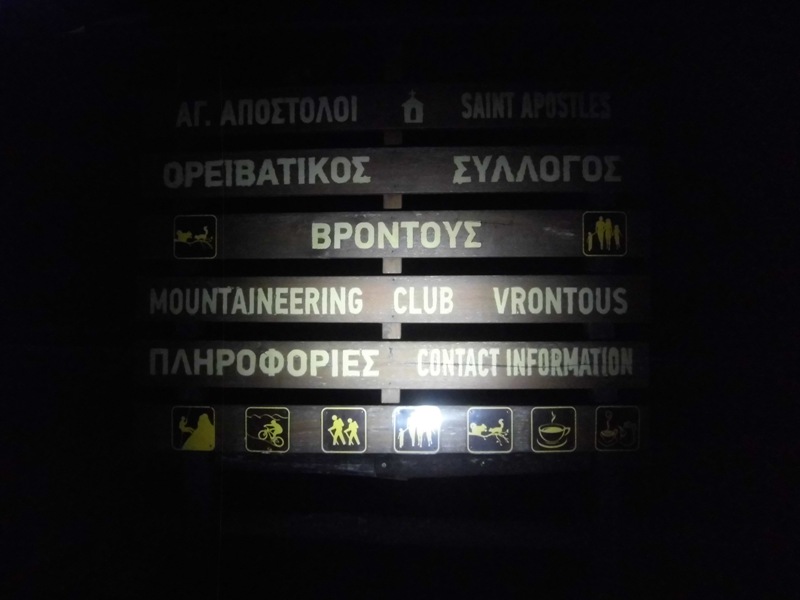 ΑΓ. ΑΠΟΣΤΟΛΟΙ SAINT APOSTLES
ΟΡΕΙΒΑΤΙΚΟΣ ΣΥΛΛΟΓΟΣ
ΒΡΟΝΤΟΥΣ
MOUNTAINEERING CLUB VRONTOUS
ΠΛΗΡΟΦΟΡΙΕΣ CONTACT INFORMATION